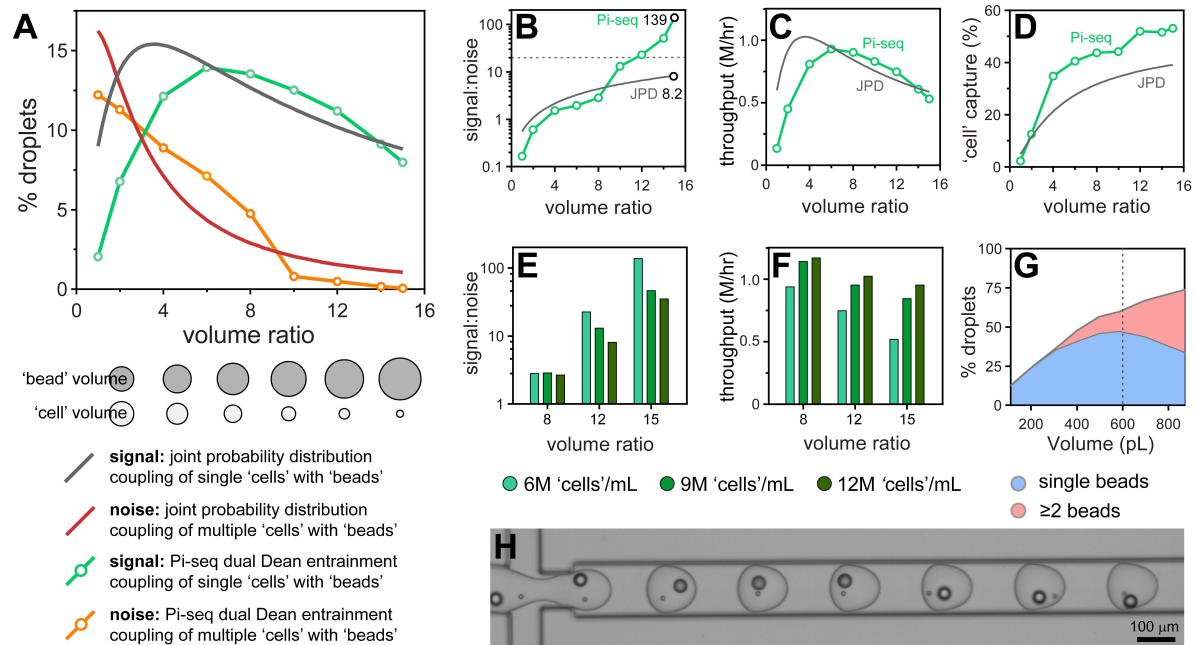 A
% droplets
15
10
5
0
0 4 8 12 16
volume ratio
'bead' volume
'cell' volume
signal: joint probability distribution
coupling of single 'cells' with 'beads'
noise: joint probability distribution
coupling of multiple 'cells' with 'beads'
signal: Pi-seq dual Dean entrainment
coupling of single 'cells' with 'beads'
noise: Pi-seq dual Dean entrainment
coupling of multiple 'cells' with 'beads'
B
signal:noise
100
10
1
0.1
Pi-seq 139
JPD 8.2
0 4 8 12 16
volume ratio
C
throughput (M/hr)
1.0
0.5
0
Pi-seq
JPD
0 4 8 12 16
volume ratio
D
'cell' capture (%)
60
40
20
0
Pi-seq
JPD
0 4 8 12 16
volume ratio
E
signal:noise
100
10
1
8 12 15
volume ratio
F
throughput (M/hr)
1.0
0.5
0
8 12 15
volume ratio
6M 'cells'/mL 9M 'cells'/mL 12M 'cells'/mL
G
% droplets
100
75
50
25
0
200 400 600 800
Volume (pL)
single beads
≥2 beads
H
100 μm